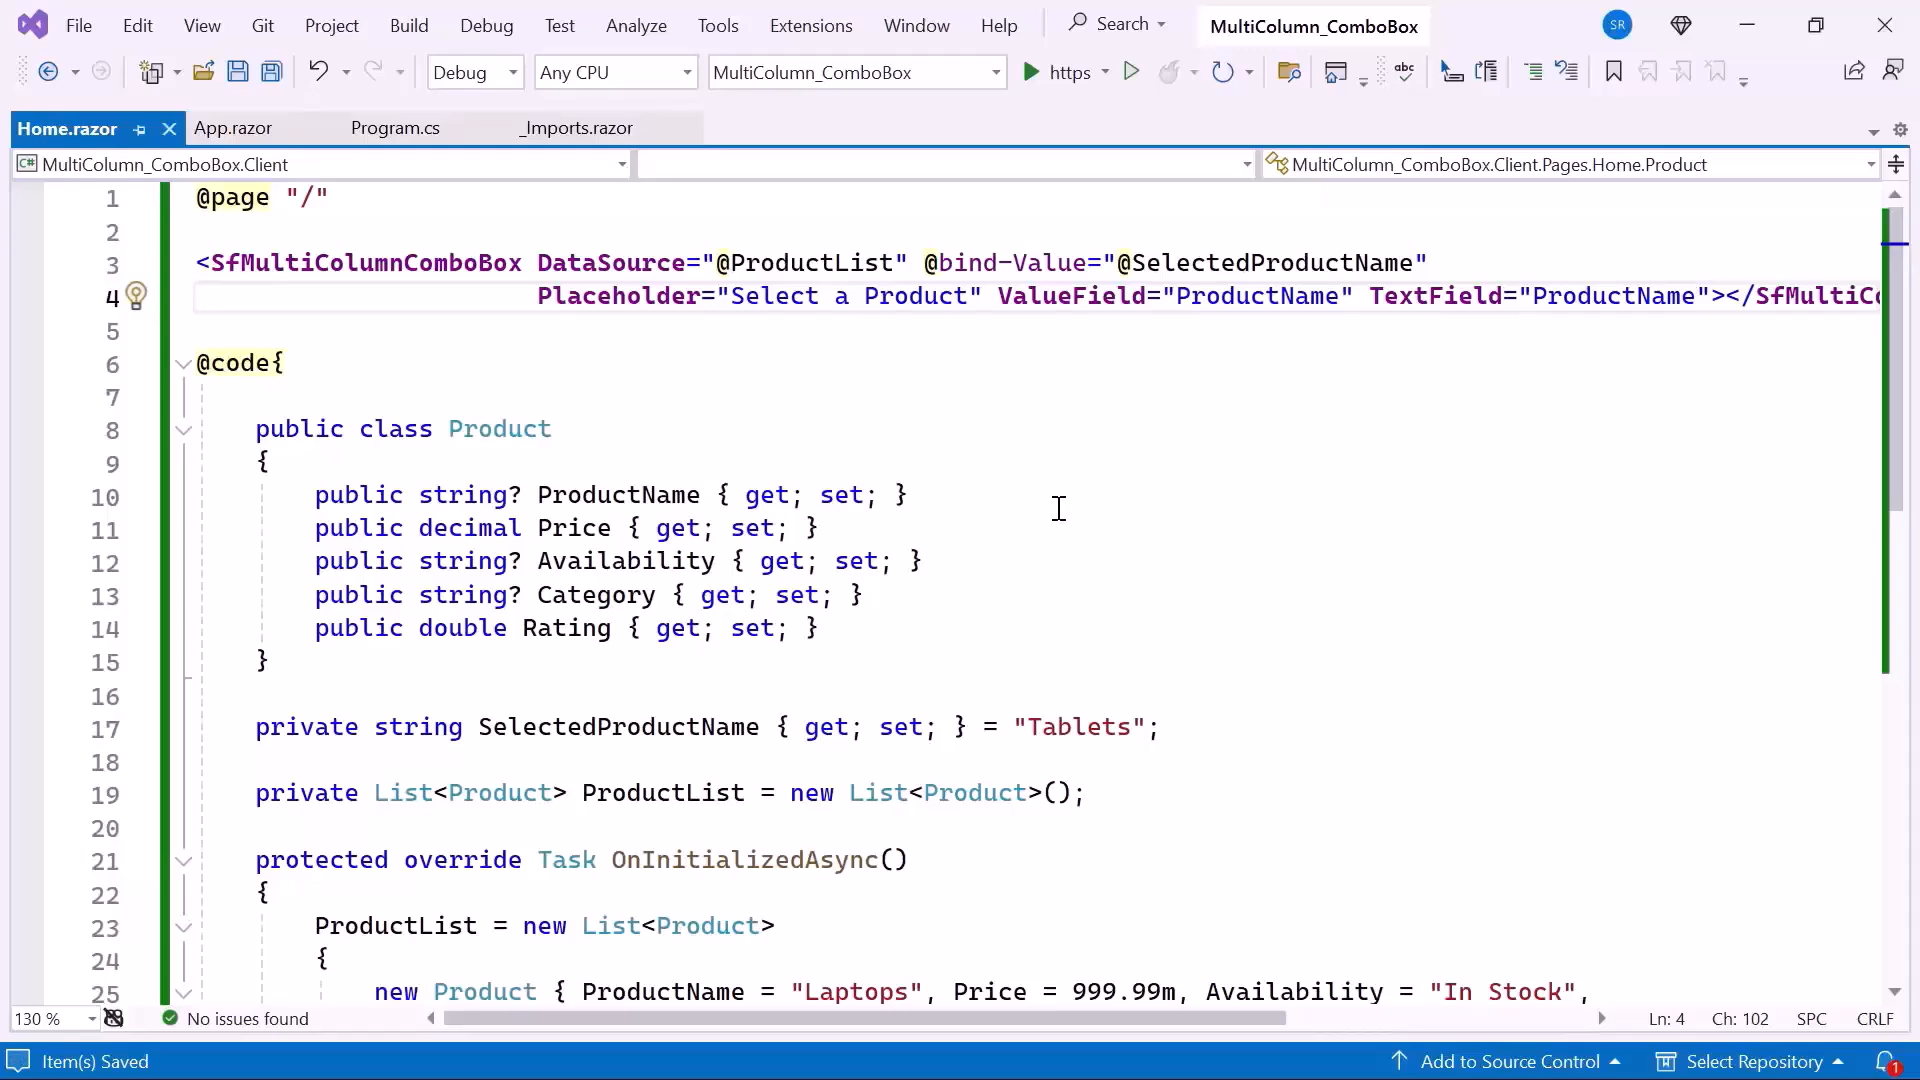 File Edit View Git Project Build Debug Test Analyze Tools Extensions Window Help Search MultiColumn_ComboBox SR
Debug Any CPU MultiColumn_ComboBox https abc
Home.razor App.razor Program.cs _Imports.razor
C# MultiColumn_ComboBox.Client MultiColumn_ComboBox.Client.Pages.Home.Product
1 @page "/"
2
3 <SfMultiColumnComboBox DataSource="@ProductList" @bind-Value="@SelectedProductName"
4 Placeholder="Select a Product" ValueField="ProductName" TextField="ProductName"></SfMultiC
5
6 @code{
7
8 public class Product
9 {
10 public string? ProductName { get; set; }
11 public decimal Price { get; set; }
12 public string? Availability { get; set; }
13 public string? Category { get; set; }
14 public double Rating { get; set; }
15 }
16
17 private string SelectedProductName { get; set; } = "Tablets";
18
19 private List<Product> ProductList = new List<Product>();
20
21 protected override Task OnInitializedAsync()
22 {
23 ProductList = new List<Product>
24 {
25 new Product { ProductName = "Laptops", Price = 999.99m, Availability = "In Stock",
130 % No issues found Ln: 4 Ch: 102 SPC CRLF
Item(s) Saved Add to Source Control Select Repository 1